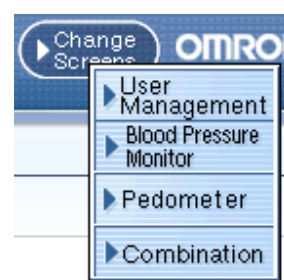 Change
Screens
OMRO
User
Management
Blood Pressure
Monitor
Pedometer
Combination